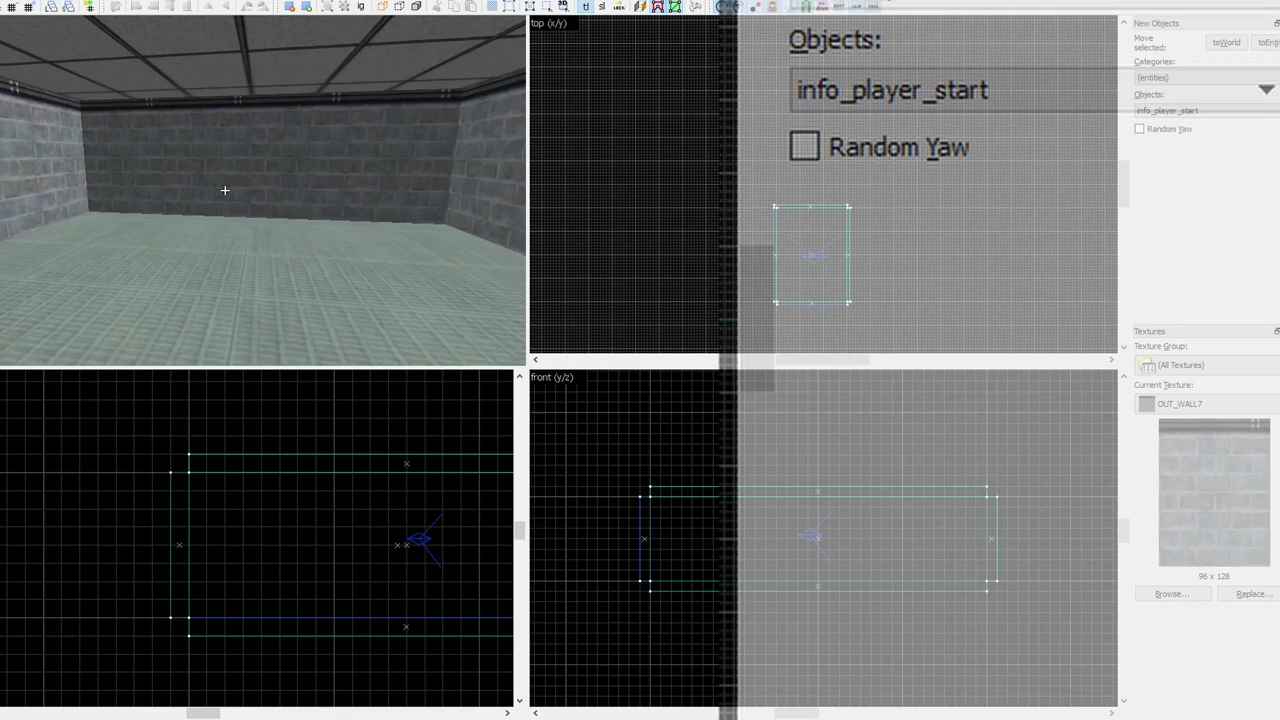 top (x/y)
Objects:
info_player_start
Random Yaw
New Objects
Move
selected:
toWorld
Categories:
(entities)
Objects:
info_player_start
Random Yaw
front (y/z)
Textures
Texture Group:
(All Textures)
Current Texture:
OUT_WALL7
96 x 128
Browse...
Replace...